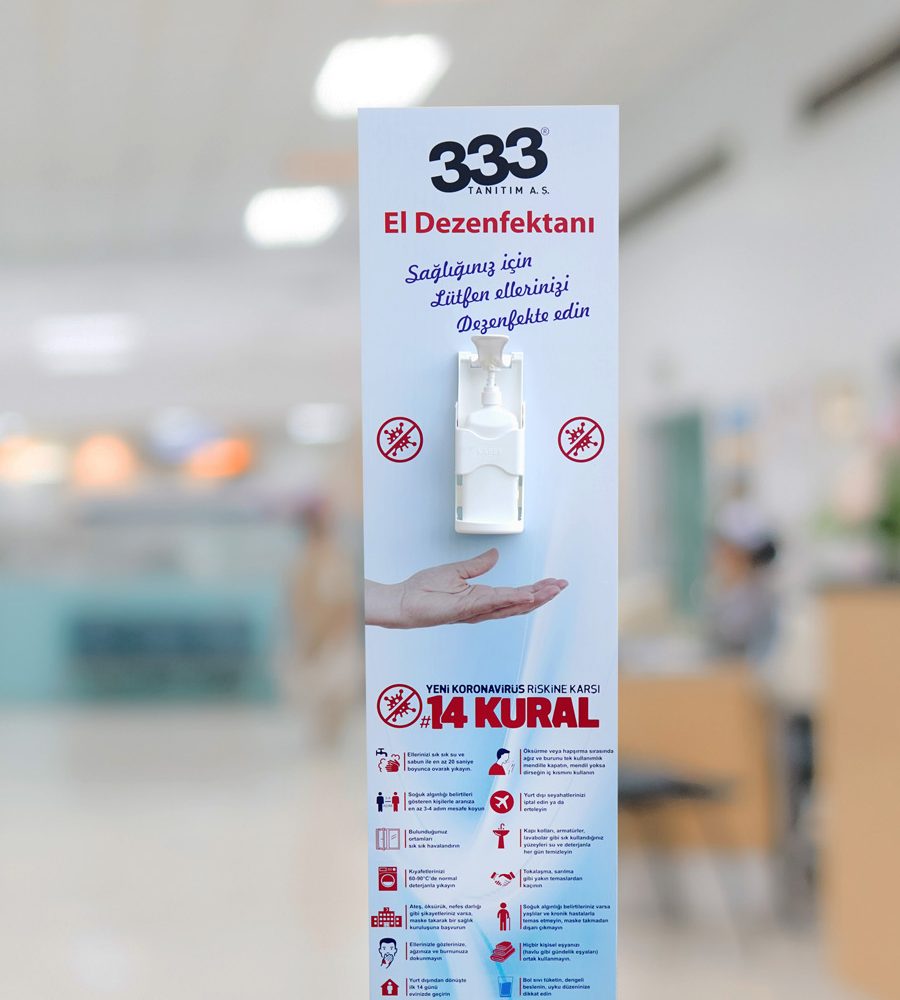 333®
TANITIM A.Ş.
El Dezenfektanı
Sağlığınız için
Lütfen ellerinizi
Dezenfekte edin
YENİ KORONAVİRÜS RİSKİNE KARSI
#14 KURAL
Ellerinizi sık sık su ve
sabun ile en az 20 saniye
boyunca ovarak yıkayın.
Öksürme veya hapşırma sırasında
ağız ve burunu tek kullanımlık
mendille kapatın, mendil yoksa
dirseğin iç kısmını kullanın
Soğuk algınlığı belirtileri
gösteren kişilerle aranıza
en az 3-4 adım mesafe koyun
Yurt dışı seyahatlerinizi
iptal edin ya da
erteleyin
Bulunduğunuz
ortamları
sık sık havalandırın
Kapı kolları, armatürler,
lavabolar gibi sık kullandığınız
yüzeyleri su ve deterjanla
her gün temizleyin
Kıyafetlerinizi
60-90°C'de normal
deterjanla yıkayın
Tokalaşma, sarılma
gibi yakın temaslardan
kaçının
Ateş, öksürük, nefes darlığı
gibi şikayetleriniz varsa,
maske takarak bir sağlık
kuruluşuna başvurun
Soğuk algınlığı belirtileriniz varsa
yaşlılar ve kronik hastalarla
temas etmeyin, maske takmadan
dışarı çıkmayın
Ellerinizle gözlerinize,
ağzınıza ve burnunuza
dokunmayın
Hiçbir kişisel eşyanızı
(havlu gibi gündelik eşyaları)
ortak kullanmayın.
Yurt dışından dönüşte
ilk 14 günü
evinizde geçirin
Bol sıvı tüketin, dengeli
beslenin, uyku düzeninize
dikkat edin